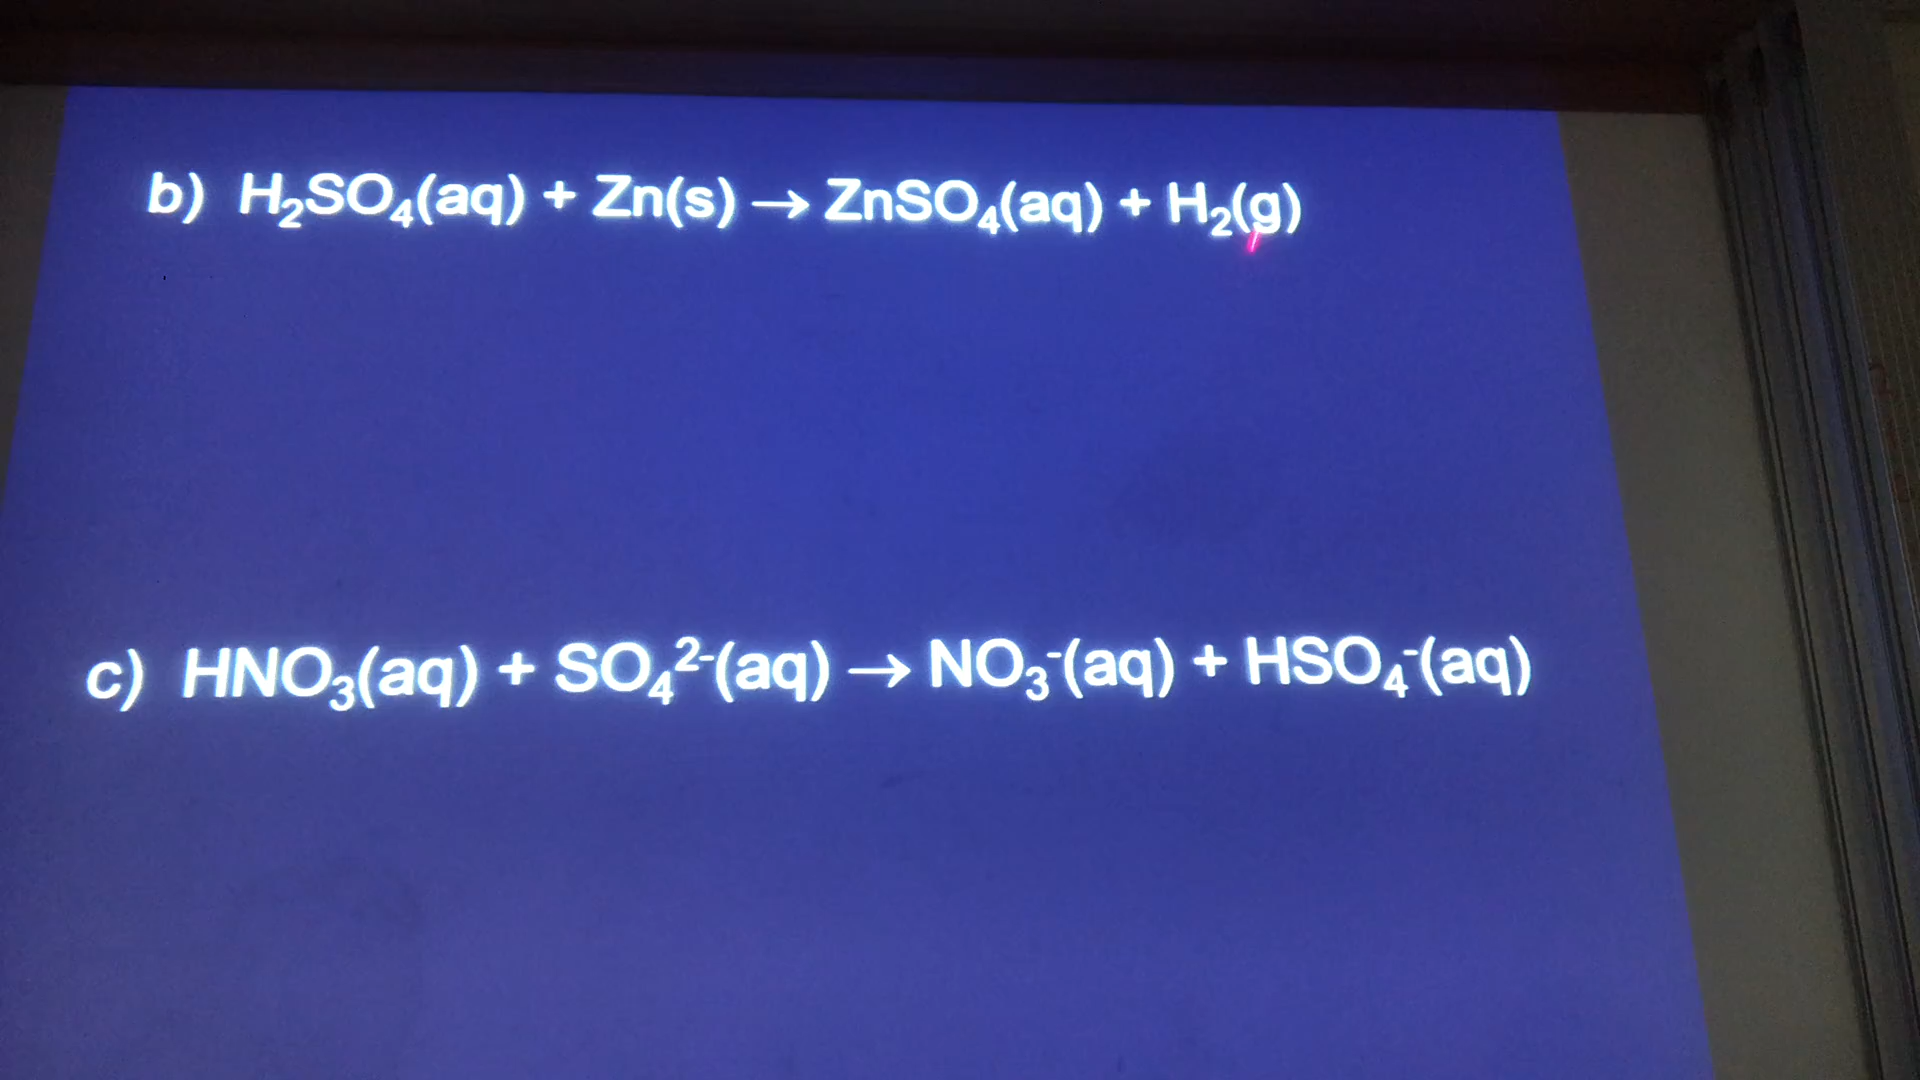 b) H₂SO₄(aq) + Zn(s) → ZnSO₄(aq) + H₂(g)
c) HNO₃(aq) + SO₄²⁻(aq) → NO₃⁻(aq) + HSO₄⁻(aq)